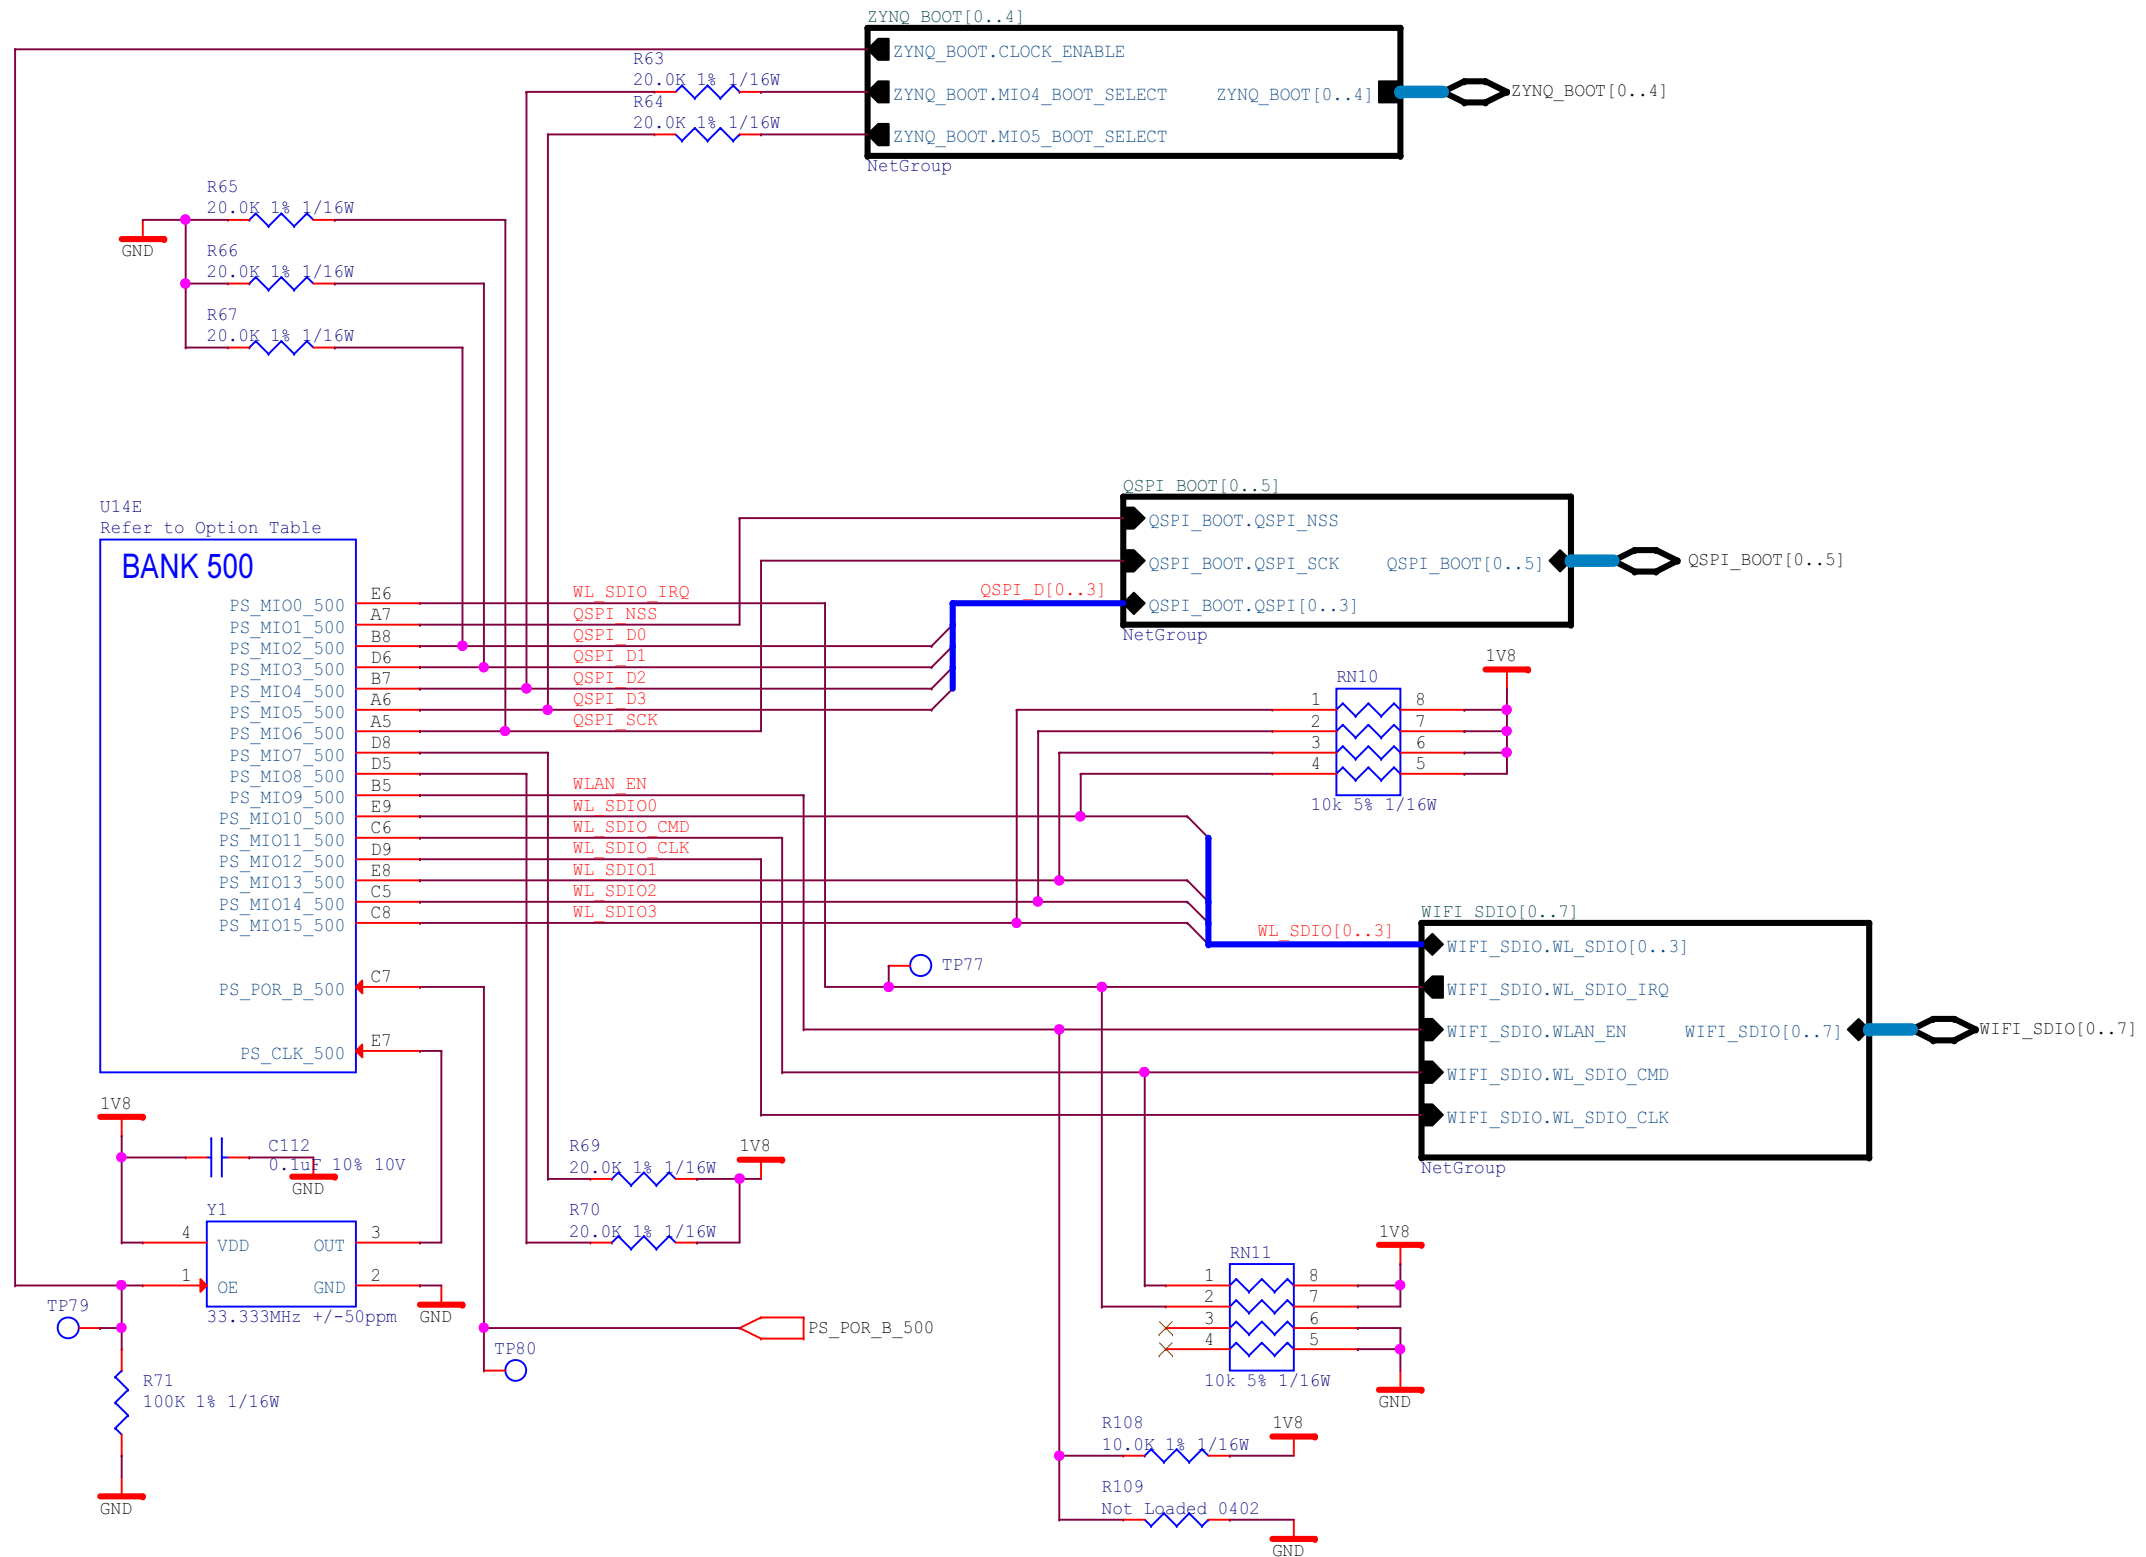 ZYNQ_BOOT[0..4]
ZYNQ_BOOT.CLOCK_ENABLE
R63
20.0K 1% 1/16W
ZYNQ_BOOT.MIO4_BOOT_SELECT
ZYNQ_BOOT[0..4]
ZYNQ_BOOT[0..4]
R64
20.0K 1% 1/16W
ZYNQ_BOOT.MIO5_BOOT_SELECT
NetGroup
R65
20.0K 1% 1/16W
GND
R66
20.0K 1% 1/16W
R67
20.0K 1% 1/16W
QSPI_BOOT[0..5]
QSPI_BOOT.QSPI_NSS
QSPI_BOOT.QSPI_SCK
QSPI_BOOT[0..5]
QSPI_BOOT[0..5]
QSPI_D[0..3]
QSPI_BOOT.QSPI[0..3]
NetGroup
U14E
Refer to Option Table
BANK 500
PS_MIO0_500 E6 WL_SDIO_IRQ
PS_MIO1_500 A7 QSPI_NSS
PS_MIO2_500 B8 QSPI_D0
PS_MIO3_500 D6 QSPI_D1
PS_MIO4_500 B7 QSPI_D2
PS_MIO5_500 A6 QSPI_D3
PS_MIO6_500 A5 QSPI_SCK
PS_MIO7_500 D8
PS_MIO8_500 D5
PS_MIO9_500 B5 WLAN_EN
PS_MIO10_500 E9 WL_SDIO0
PS_MIO11_500 C6 WL_SDIO_CMD
PS_MIO12_500 D9 WL_SDIO_CLK
PS_MIO13_500 E8 WL_SDIO1
PS_MIO14_500 C5 WL_SDIO2
PS_MIO15_500 C8 WL_SDIO3
PS_POR_B_500 C7
PS_CLK_500 E7
1V8
RN10
1 8
2 7
3 6
4 5
10k 5% 1/16W
WIFI_SDIO[0..7]
WL_SDIO[0..3]
WIFI_SDIO.WL_SDIO[0..3]
TP77
WIFI_SDIO.WL_SDIO_IRQ
WIFI_SDIO.WLAN_EN
WIFI_SDIO[0..7]
WIFI_SDIO[0..7]
WIFI_SDIO.WL_SDIO_CMD
WIFI_SDIO.WL_SDIO_CLK
NetGroup
1V8
C112
0.1uF 10% 10V
GND
R69
20.0K 1% 1/16W
1V8
R70
20.0K 1% 1/16W
Y1
4 VDD OUT 3
1 OE GND 2
33.333MHz +/-50ppm
GND
TP79
PS_POR_B_500
TP80
R71
100K 1% 1/16W
GND
1V8
RN11
1 8
2 7
3 6
4 5
10k 5% 1/16W
GND
R108
10.0K 1% 1/16W
1V8
R109
Not Loaded 0402
GND